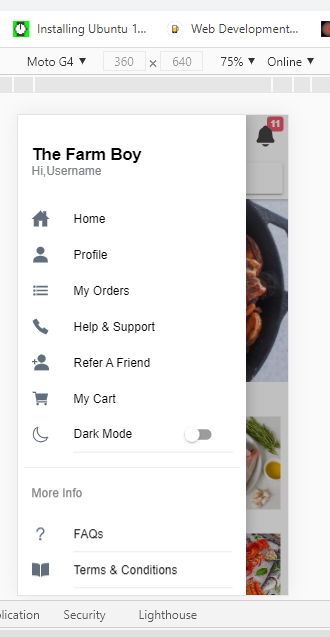 Installing Ubuntu 1...
Web Development...
Moto G4 ▼ 360 × 640 75% ▼ Online ▼
11
The Farm Boy
Hi,Username
Home
Profile
My Orders
Help & Support
Refer A Friend
My Cart
Dark Mode
More Info
? FAQs
Terms & Conditions
plication Security Lighthouse